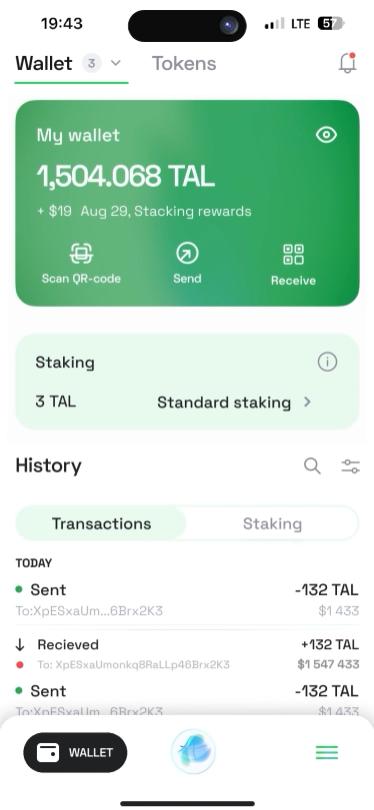 19:43
LTE 57
Wallet 3 Tokens
My wallet
1,504.068 TAL
+ $19 Aug 29, Stacking rewards
Scan QR-code Send Receive
Staking
3 TAL Standard staking
History
Transactions Staking
TODAY
Sent -132 TAL
To:XpESxaUm...6Brx2K3 $1 433
Recieved +132 TAL
To: XpESxaUmonkq8RaLLp46Brx2K3 $1 547 433
Sent -132 TAL
To:XpESxaUm...6Brx2K3 $1 433
WALLET